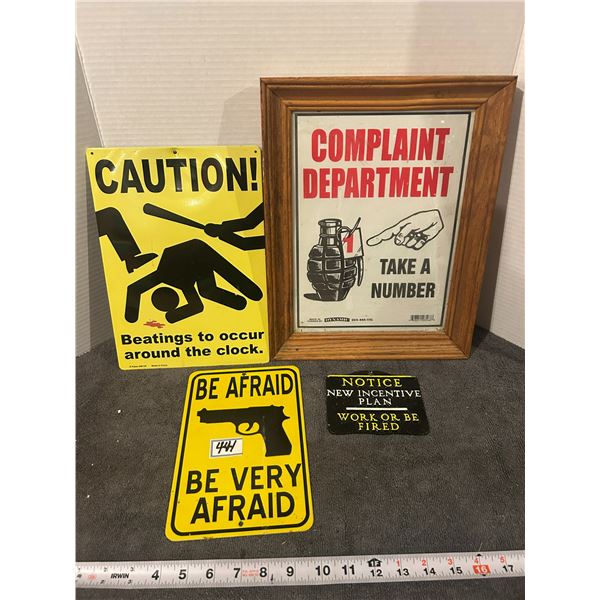 CAUTION!
Beatings to occur
around the clock.
COMPLAINT
DEPARTMENT
1
TAKE A
NUMBER
DYNAMIC
BE AFRAID
441
BE VERY
AFRAID
NOTICE
NEW INCENTIVE
PLAN
WORK OR BE
FIRED
IRWIN 4 5 6 7 8 9 10 11 12 13 14 15 16 17